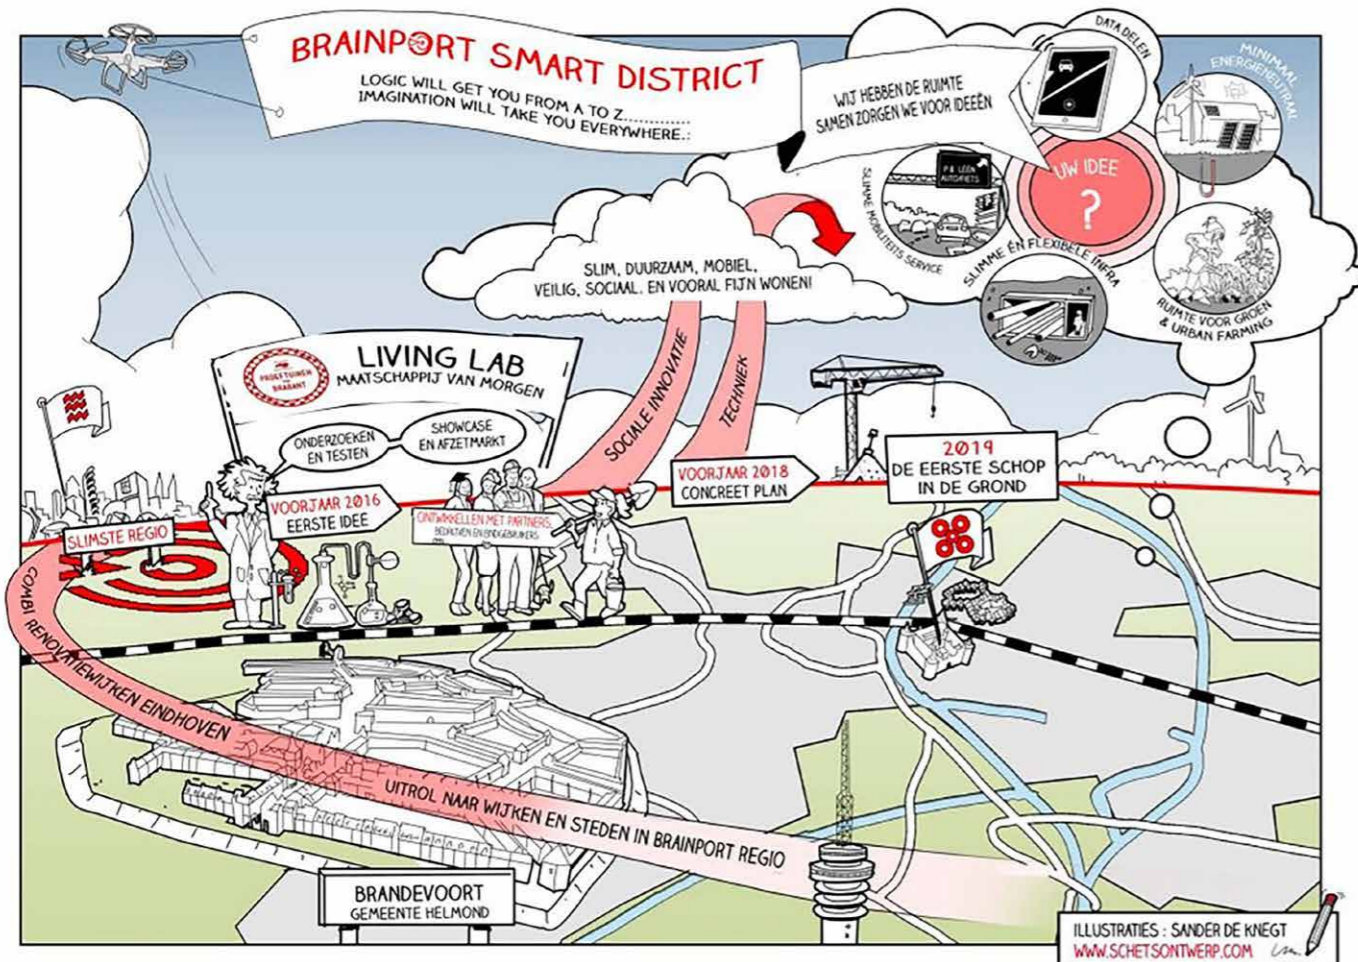 BRAINPORT SMART DISTRICT
LOGIC WILL GET YOU FROM A TO Z............
IMAGINATION WILL TAKE YOU EVERYWHERE.:
WIJ HEBBEN DE RUIMTE
SAMEN ZORGEN WE VOOR IDEEËN
DATA DELEN
MINIMAAL
ENERGIENEUTRAAL
UW IDEE
?
P & LEEN
AUTO/FIETS
SLIMME MOBILITEITS SERVICE
SLIMME ÉN FLEXIBELE INFRA
RUIMTE VOOR GROEN
& URBAN FARMING
SLIM, DUURZAAM, MOBIEL,
VEILIG, SOCIAAL. EN VOORAL FIJN WONEN!
SOCIALE INNOVATIE
TECHNIEK
PROEFTUINEN
BRABANT
LIVING LAB
MAATSCHAPPIJ VAN MORGEN
ONDERZOEKEN
EN TESTEN
SHOWCASE
EN AFZETMARKT
SLIMSTE REGIO
VOORJAAR 2016
EERSTE IDEE
ONTWIKKELLEN MET PARTNERS,
BEDRIJVEN EN EINDGEBRUIKERS
VOORJAAR 2018
CONCREET PLAN
2019
DE EERSTE SCHOP
IN DE GROND
COMBI RENOVATIEWIJKEN EINDHOVEN
UITROL NAAR WIJKEN EN STEDEN IN BRAINPORT REGIO
BRANDEVOORT
GEMEENTE HELMOND
ILLUSTRATIES : SANDER DE KNEGT
WWW.SCHETSONTWERP.COM